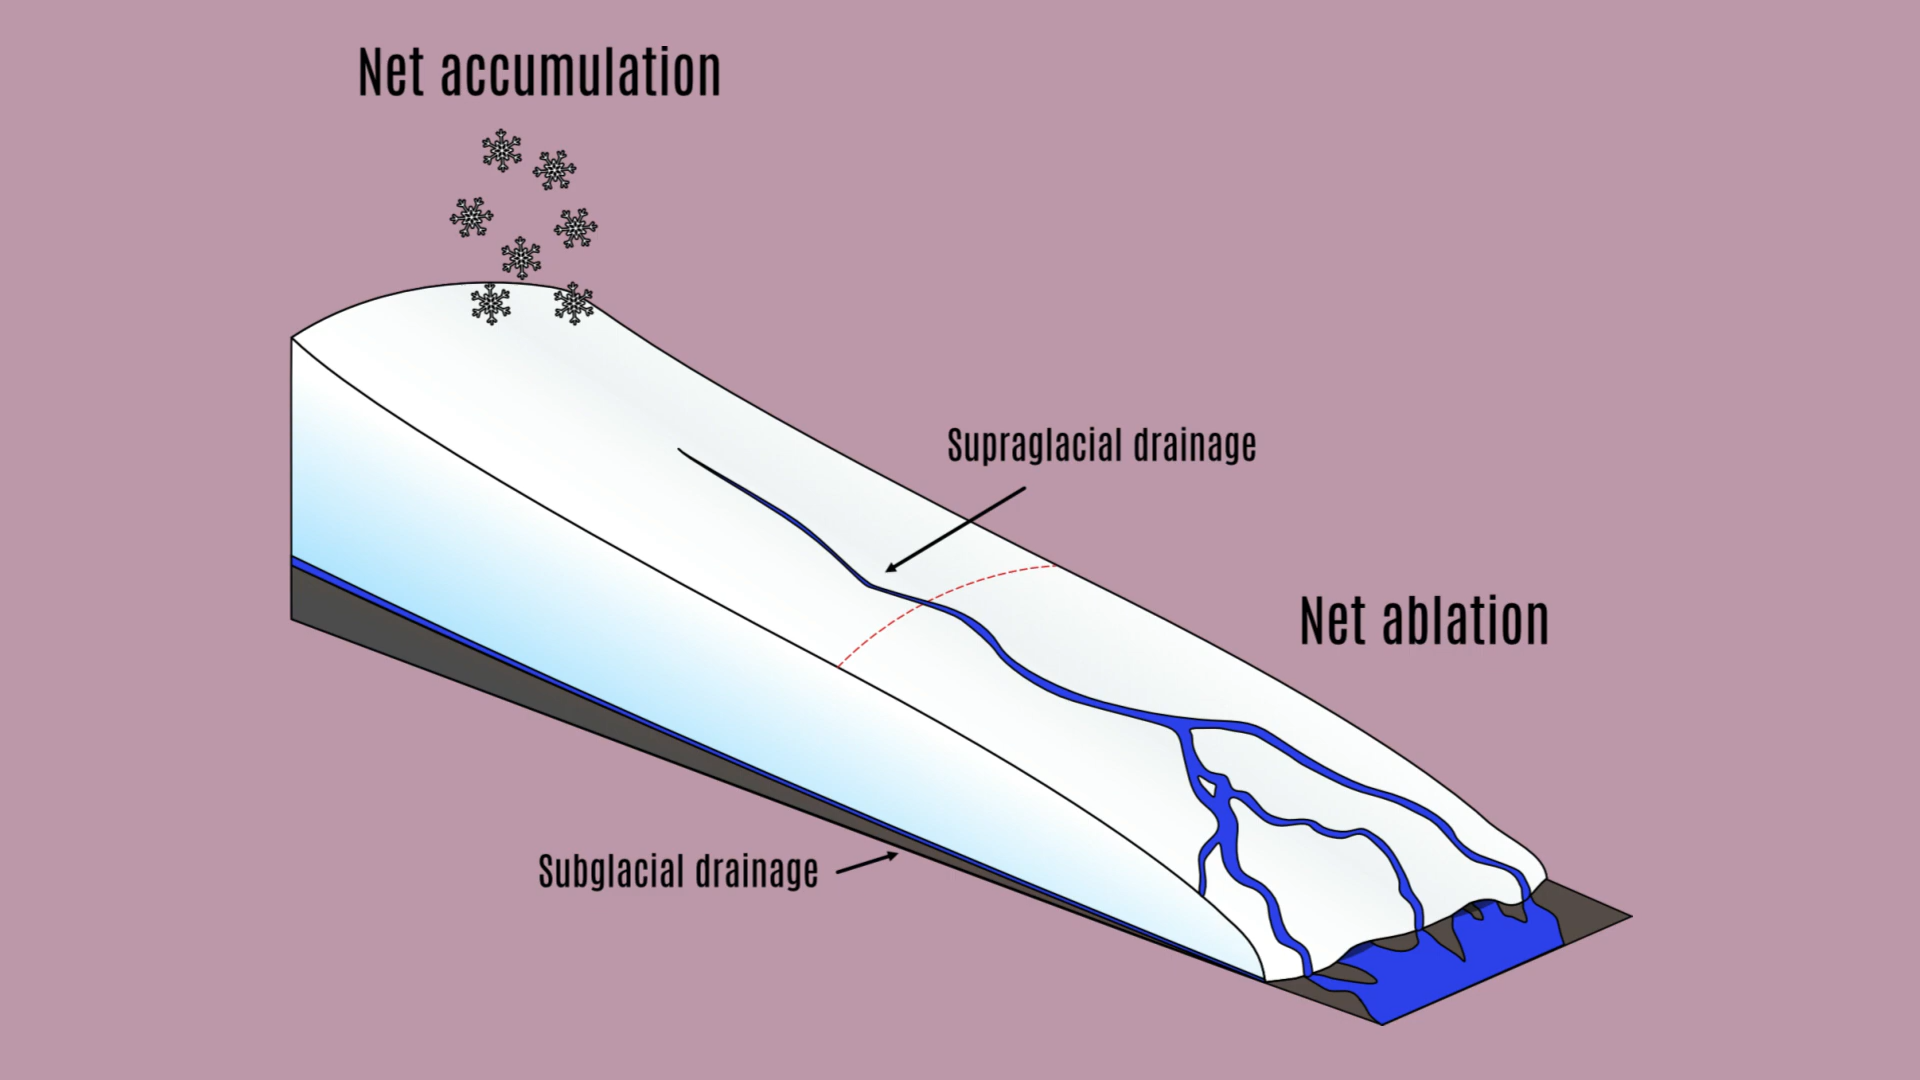 Net accumulation
Supraglacial drainage
Net ablation
Subglacial drainage